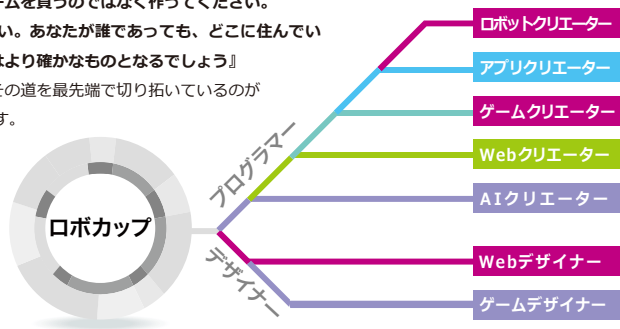 ームを買うのではなく作ってください。
い。あなたが誰であっても、どこに住んでい
はより確かなものとなるでしょう』
その道を最先端で切り拓いているのが
す。
ロボカップ
プログラマー
デザイナー
ロボットクリエーター
アプリクリエーター
ゲームクリエーター
Webクリエーター
AIクリエーター
Webデザイナー
ゲームデザイナー